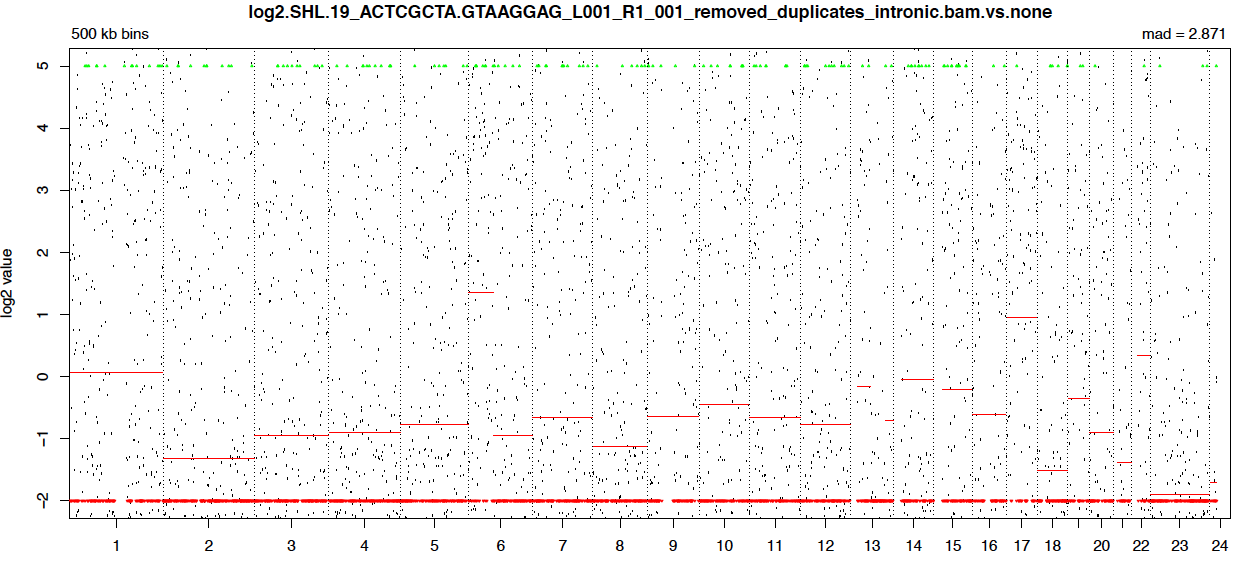 log2.SHL.19_ACTCGCTA.GTAAGGAG_L001_R1_001_removed_duplicates_intronic.bam.vs.none
500 kb bins
mad = 2.871
log2 value
5
4
3
2
1
0
-1
-2
1 2 3 4 5 6 7 8 9 10 11 12 13 14 15 16 17 18 20 22 23 24